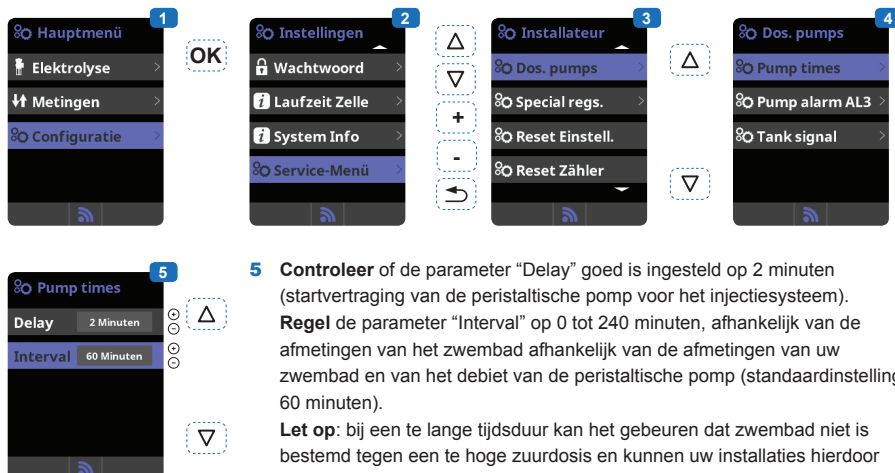 1
Hauptmenü
Elektrolyse
Metingen
Configuratie
OK
2
Instellingen
Wachtwoord
Laufzeit Zelle
System Info
Service-Menü
+
-
3
Installateur
Dos. pumps
Special regs.
Reset Einstell.
Reset Zähler
4
Dos. pumps
Pump times
Pump alarm AL3
Tank signal
5
Pump times
Delay 2 Minuten
Interval 60 Minuten
5 Controleer of de parameter “Delay” goed is ingesteld op 2 minuten
(startvertraging van de peristaltische pomp voor het injectiesysteem).
Regel de parameter “Interval” op 0 tot 240 minuten, afhankelijk van de
afmetingen van het zwembad afhankelijk van de afmetingen van uw
zwembad en van het debiet van de peristaltische pomp (standaardinstelling
60 minuten).
Let op: bij een te lange tijdsduur kan het gebeuren dat zwembad niet is
bestemd tegen een te hoge zuurdosis en kunnen uw installaties hierdoor